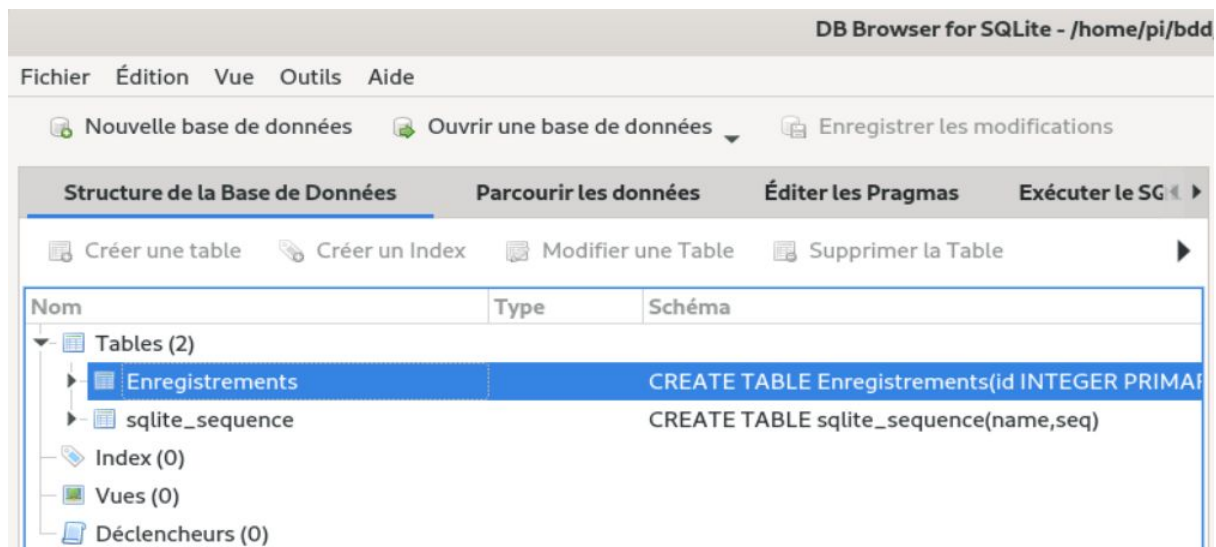 DB Browser for SQLite - /home/pi/bdd
Fichier Édition Vue Outils Aide
Nouvelle base de données Ouvrir une base de données Enregistrer les modifications
Structure de la Base de Données Parcourir les données Éditer les Pragmas Exécuter le SQ
Créer une table Créer un Index Modifier une Table Supprimer la Table
Nom Type Schéma
Tables (2)
Enregistrements CREATE TABLE Enregistrements(id INTEGER PRIMAR
sqlite_sequence CREATE TABLE sqlite_sequence(name,seq)
Index (0)
Vues (0)
Déclencheurs (0)